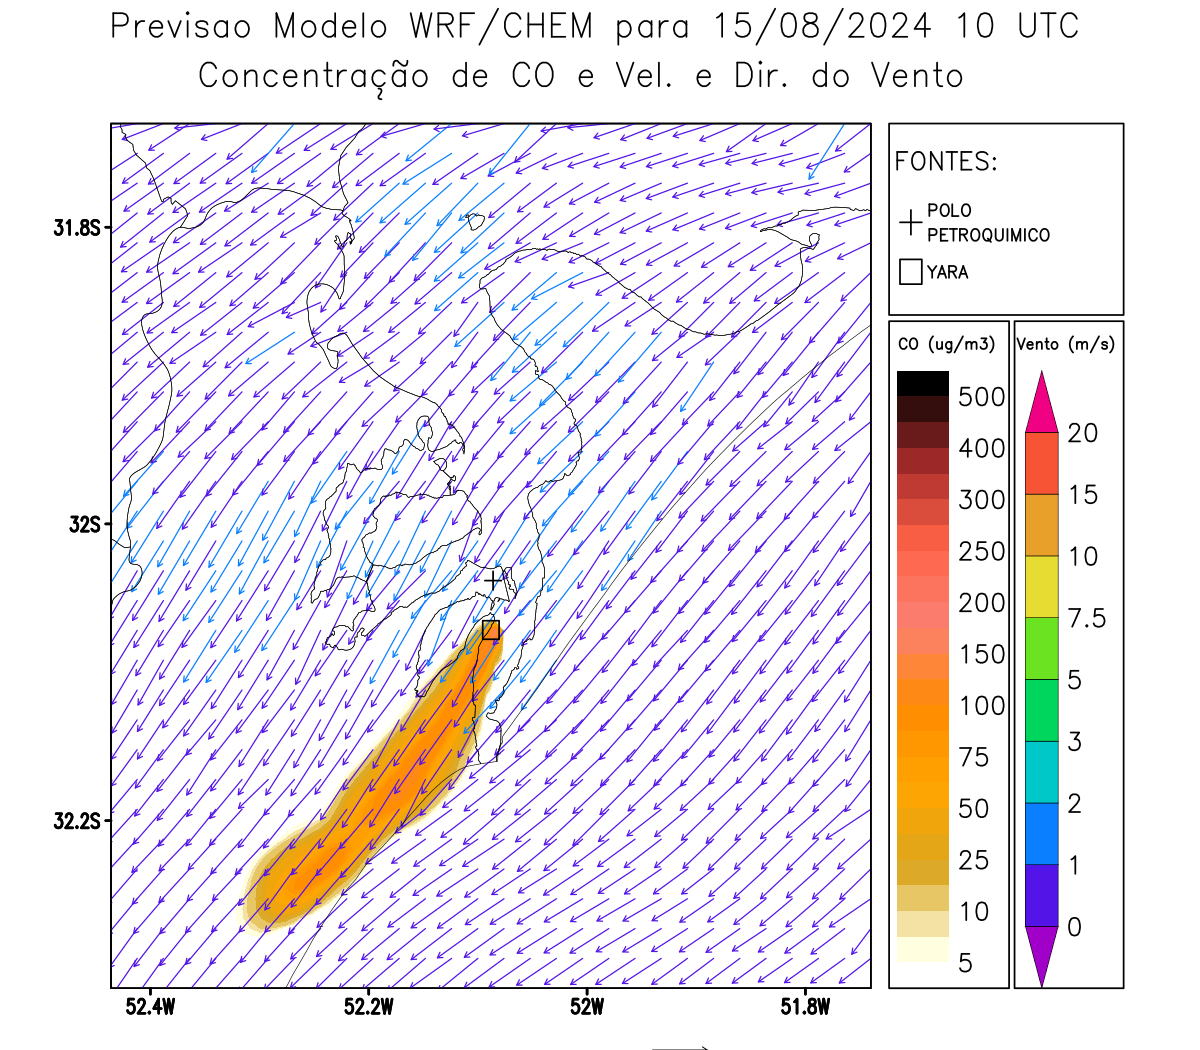 Previsao Modelo WRF/CHEM para 15/08/2024 10 UTC
Concentração de CO e Vel. e Dir. do Vento
FONTES:
POLO
PETROQUIMICO
YARA
31.8S
32S
32.2S
52.4W
52.2W
52W
51.8W
CO (ug/m3)
500
400
300
250
200
150
100
75
50
25
10
5
Vento (m/s)
20
15
10
7.5
5
3
2
1
0